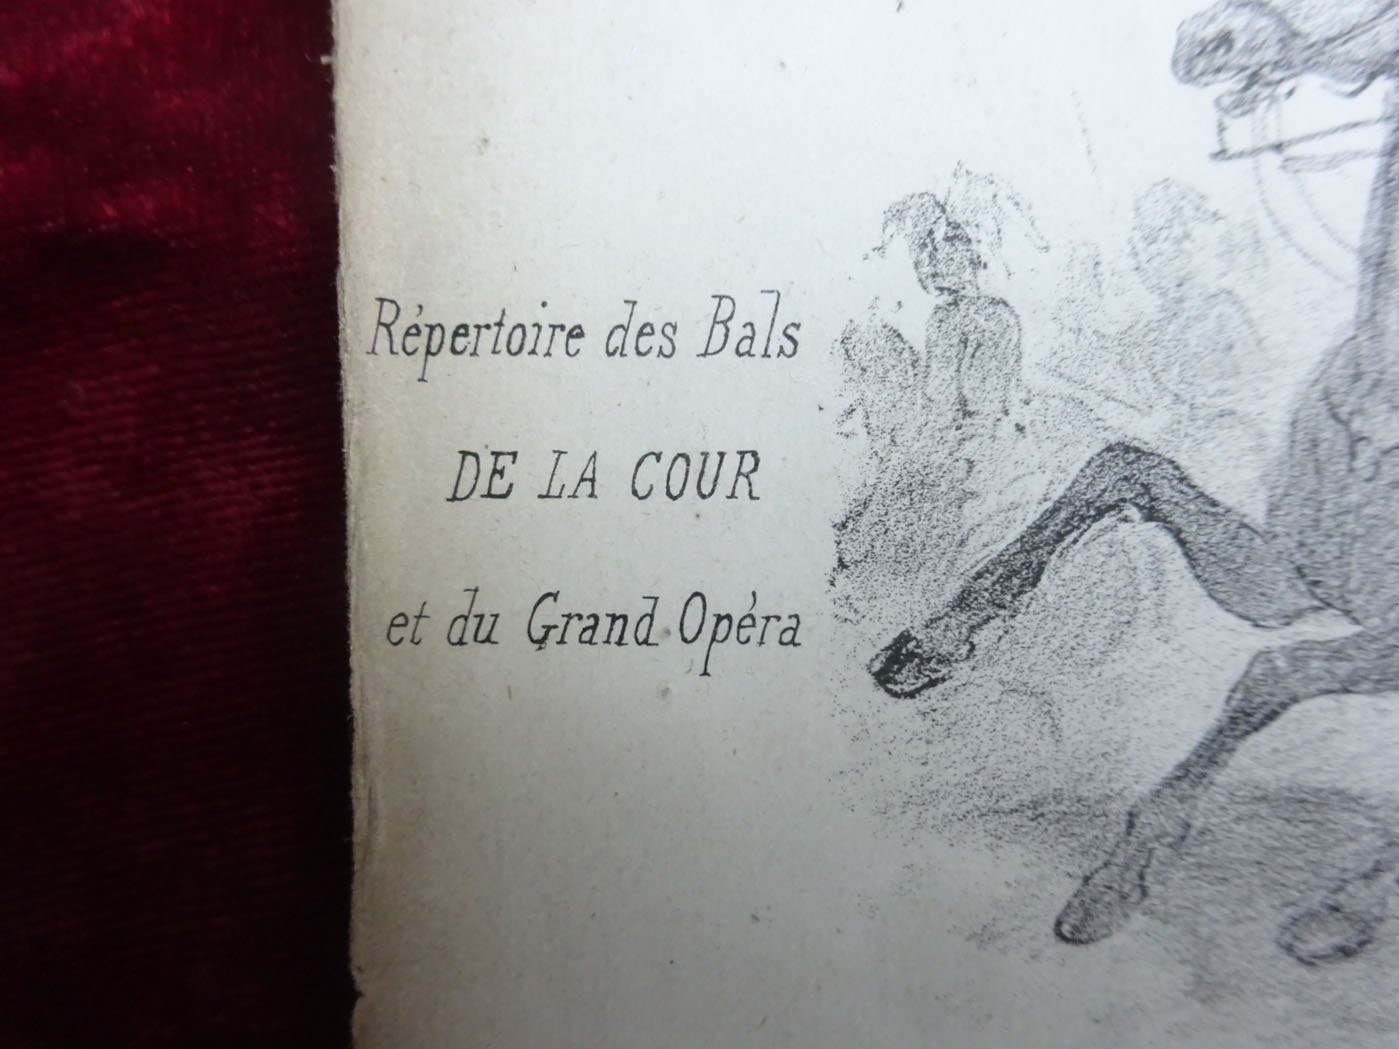 Répertoire des Bals
DE LA COUR
et du Grand Opéra